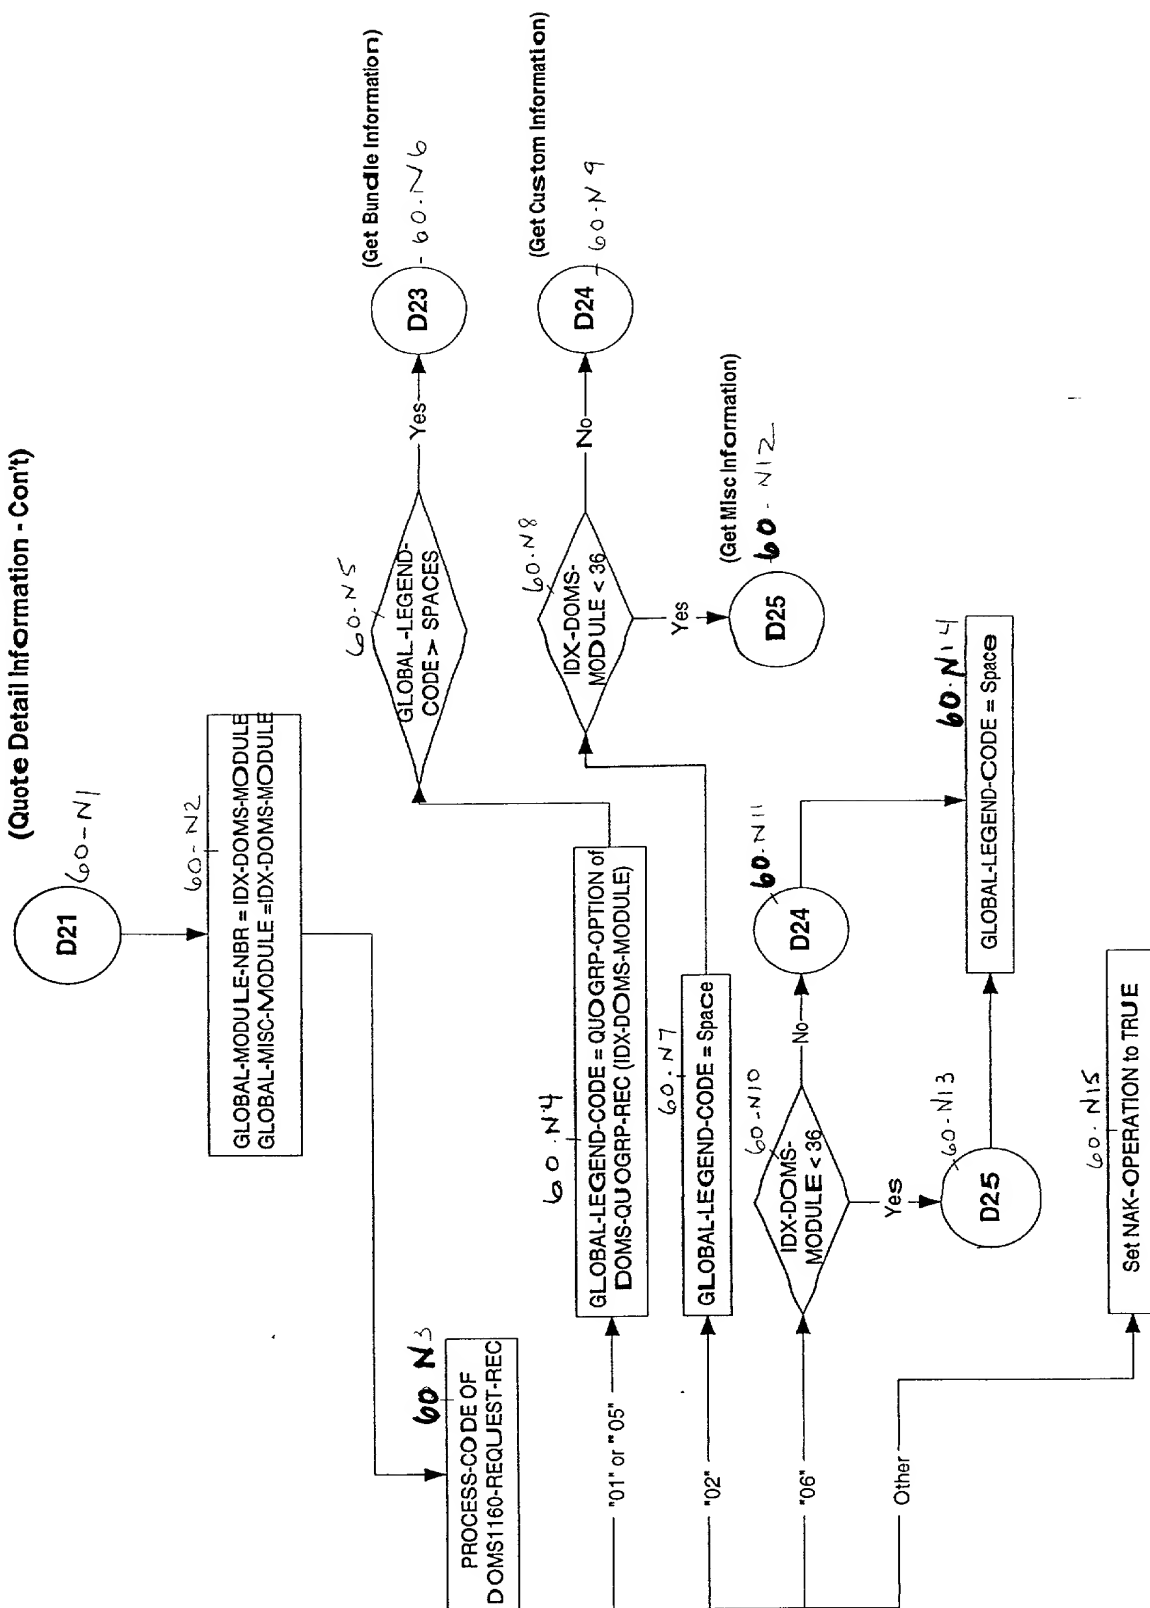 (Quote Detail Information - Con't)
D21
60-N1
60-N2
GLOBAL-MODULE-NBR = IDX-DOMS-MODULE
GLOBAL-MISC-MODULE =IDX-DOMS-MODULE
60 N3
PROCESS-CODE OF
DOMS1160-REQUEST-REC
"01" or "05"
60-N4
GLOBAL-LEGEND-CODE = QUOGRP-OPTION of
DOMS-QUOGRP-REC (IDX-DOMS-MODULE)
60-N5
GLOBAL-LEGEND-
CODE > SPACES
Yes
(Get Bundle Information)
D23
60-N6
"02"
60-N7
GLOBAL-LEGEND-CODE = Space
60-N8
IDX-DOMS-
MODULE < 36
No
(Get Custom Information)
D24
60-N9
Yes
(Get Misc Information)
D25
60-N12
"06"
60-N10
IDX-DOMS-
MODULE < 36
No
60-N11
D24
Yes
60-N13
D25
60-N14
GLOBAL-LEGEND-CODE = Space
Other
60-N15
Set NAK-OPERATION to TRUE